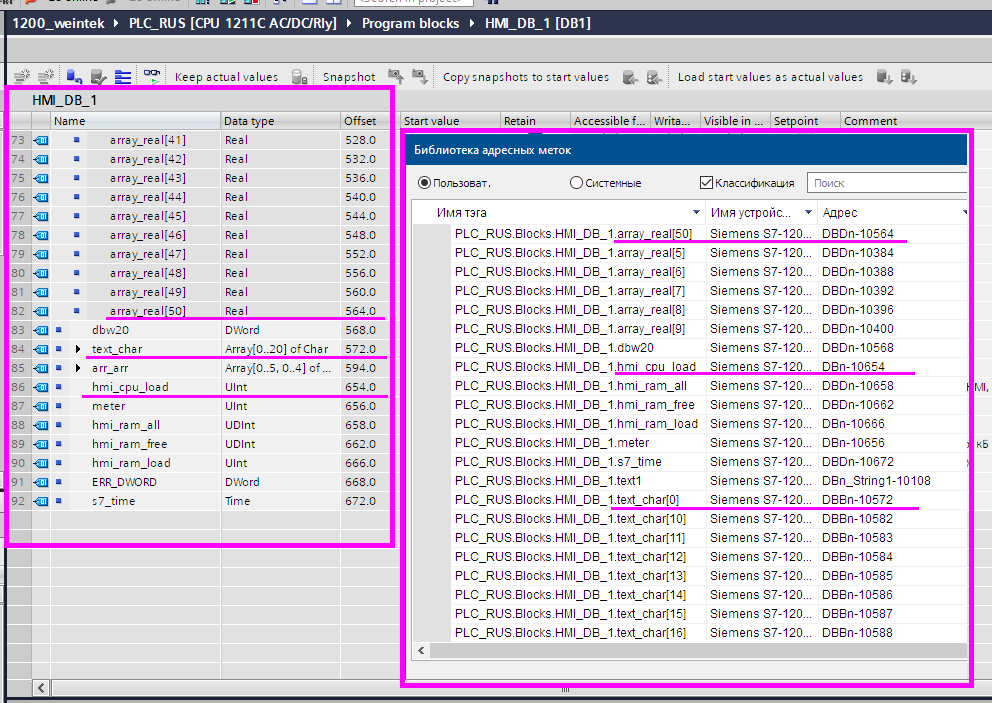 1200_weintek ▸ PLC_RUS [CPU 1211C AC/DC/Rly] ▸ Program blocks ▸ HMI_DB_1 [DB1]
Keep actual values Snapshot Copy snapshots to start values Load start values as actual values
HMI_DB_1
Name Data type Offset Start value Retain Accessible f... Writa... Visible in ... Setpoint Comment
73 array_real[41] Real 528.0
74 array_real[42] Real 532.0
75 array_real[43] Real 536.0
76 array_real[44] Real 540.0
77 array_real[45] Real 544.0
78 array_real[46] Real 548.0
79 array_real[47] Real 552.0
80 array_real[48] Real 556.0
81 array_real[49] Real 560.0
82 array_real[50] Real 564.0
83 dbw20 DWord 568.0
84 text_char Array[0..20] of Char 572.0
85 arr_arr Array[0..5, 0..4] of ... 594.0
86 hmi_cpu_load UInt 654.0
87 meter UInt 656.0
88 hmi_ram_all UDInt 658.0
89 hmi_ram_free UDInt 662.0
90 hmi_ram_load UInt 666.0
91 ERR_DWORD DWord 668.0
92 s7_time Time 672.0
Библиотека адресных меток
Пользоват. Системные Классификация Поиск
Имя тэга Имя устройс... Адрес
PLC_RUS.Blocks.HMI_DB_1.array_real[50] Siemens S7-120... DBDn-10564
PLC_RUS.Blocks.HMI_DB_1.array_real[5] Siemens S7-120... DBDn-10384
PLC_RUS.Blocks.HMI_DB_1.array_real[6] Siemens S7-120... DBDn-10388
PLC_RUS.Blocks.HMI_DB_1.array_real[7] Siemens S7-120... DBDn-10392
PLC_RUS.Blocks.HMI_DB_1.array_real[8] Siemens S7-120... DBDn-10396
PLC_RUS.Blocks.HMI_DB_1.array_real[9] Siemens S7-120... DBDn-10400
PLC_RUS.Blocks.HMI_DB_1.dbw20 Siemens S7-120... DBDn-10568
PLC_RUS.Blocks.HMI_DB_1.hmi_cpu_load Siemens S7-120... DBn-10654
PLC_RUS.Blocks.HMI_DB_1.hmi_ram_all Siemens S7-120... DBDn-10658
PLC_RUS.Blocks.HMI_DB_1.hmi_ram_free Siemens S7-120... DBDn-10662
PLC_RUS.Blocks.HMI_DB_1.hmi_ram_load Siemens S7-120... DBn-10666
PLC_RUS.Blocks.HMI_DB_1.meter Siemens S7-120... DBn-10656
PLC_RUS.Blocks.HMI_DB_1.s7_time Siemens S7-120... DBDn-10672
PLC_RUS.Blocks.HMI_DB_1.text1 Siemens S7-120... DBn_String1-10108
PLC_RUS.Blocks.HMI_DB_1.text_char[0] Siemens S7-120... DBBn-10572
PLC_RUS.Blocks.HMI_DB_1.text_char[10] Siemens S7-120... DBBn-10582
PLC_RUS.Blocks.HMI_DB_1.text_char[11] Siemens S7-120... DBBn-10583
PLC_RUS.Blocks.HMI_DB_1.text_char[12] Siemens S7-120... DBBn-10584
PLC_RUS.Blocks.HMI_DB_1.text_char[13] Siemens S7-120... DBBn-10585
PLC_RUS.Blocks.HMI_DB_1.text_char[14] Siemens S7-120... DBBn-10586
PLC_RUS.Blocks.HMI_DB_1.text_char[15] Siemens S7-120... DBBn-10587
PLC_RUS.Blocks.HMI_DB_1.text_char[16] Siemens S7-120... DBBn-10588